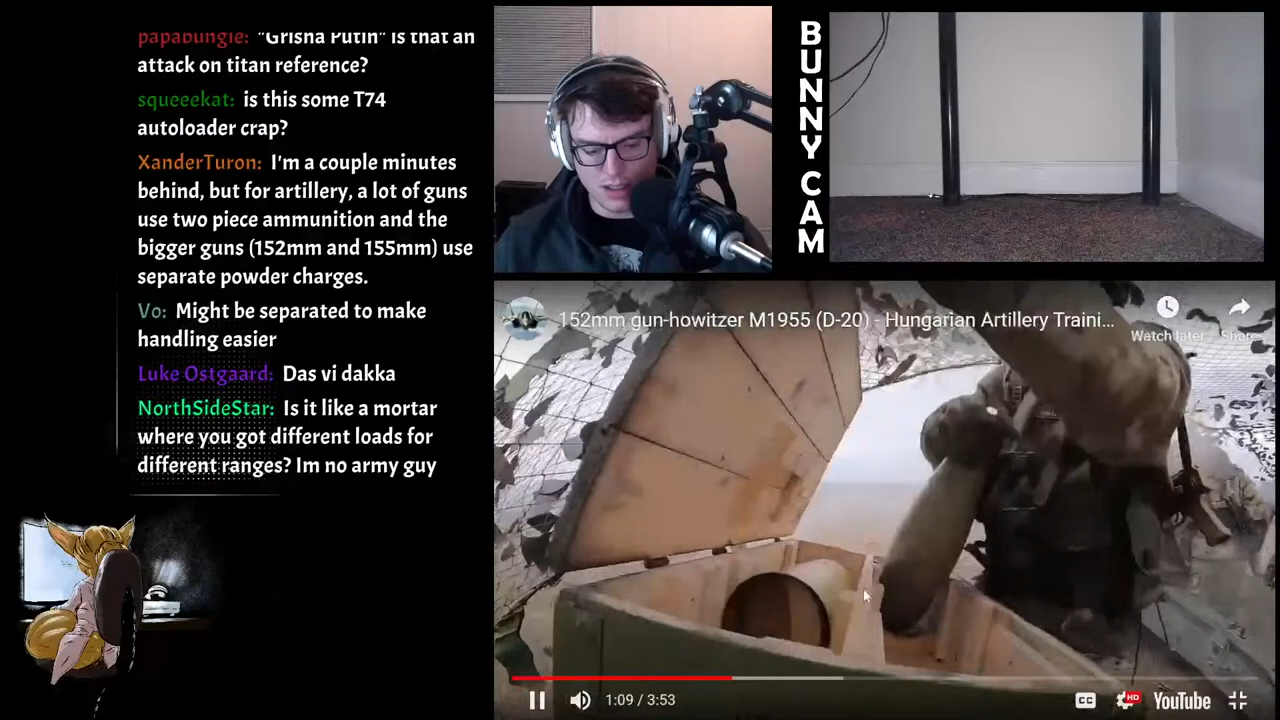 papabungie: "Grisha Putin" is that an
attack on titan reference?
squeeekat: is this some T74
autoloader crap?
XanderTuron: I'm a couple minutes
behind, but for artillery, a lot of guns
use two piece ammunition and the
bigger guns (152mm and 155mm) use
separate powder charges.
Vo: Might be separated to make
handling easier
Luke Ostgaard: Das vi dakka
NorthSideStar: Is it like a mortar
where you got different loads for
different ranges? Im no army guy
BUNNY CAM
152mm gun-howitzer M1955 (D-20) - Hungarian Artillery Traini...
Watch later
Share
1:09 / 3:53
CC
HD
YouTube